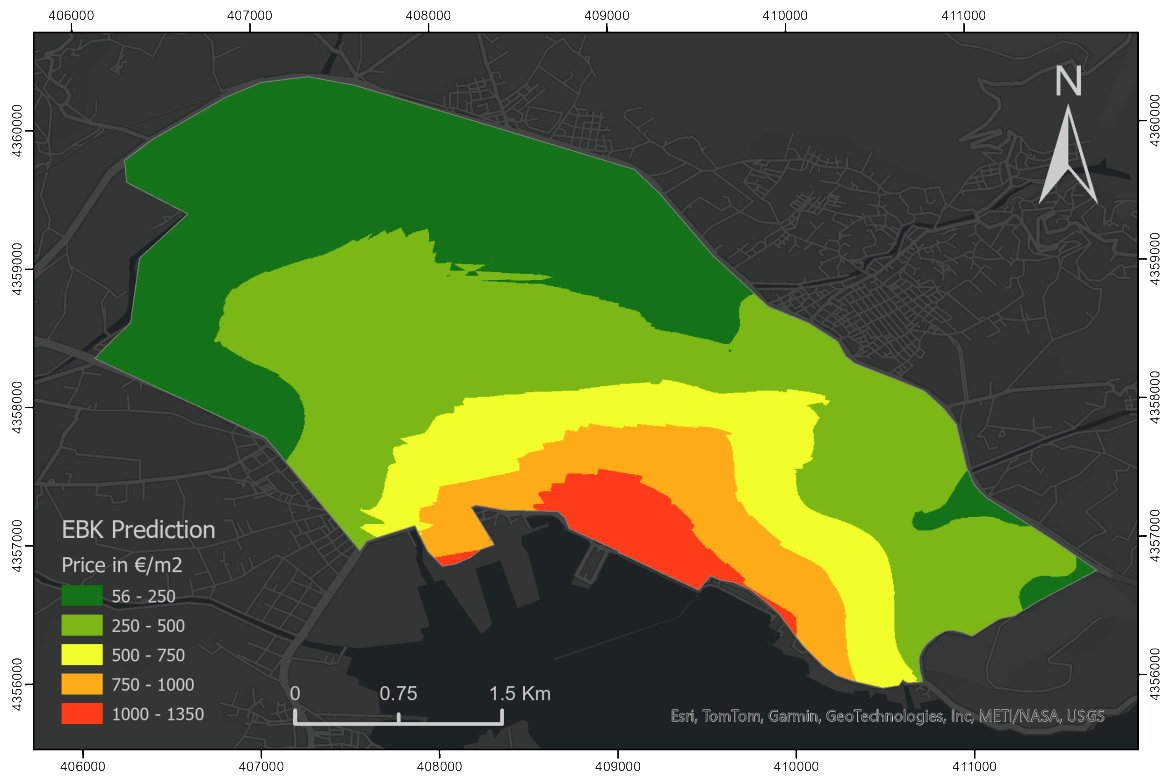 406000 407000 408000 409000 410000 411000
N
4360000 4360000
4359000 4359000
4358000 4358000
4357000 4357000
4356000 4356000
EBK Prediction
Price in €/m2
56 - 250
250 - 500
500 - 750
750 - 1000
1000 - 1350
0 0.75 1.5 Km
Esri, TomTom, Garmin, GeoTechnologies, Inc, METI/NASA, USGS
406000 407000 408000 409000 410000 411000